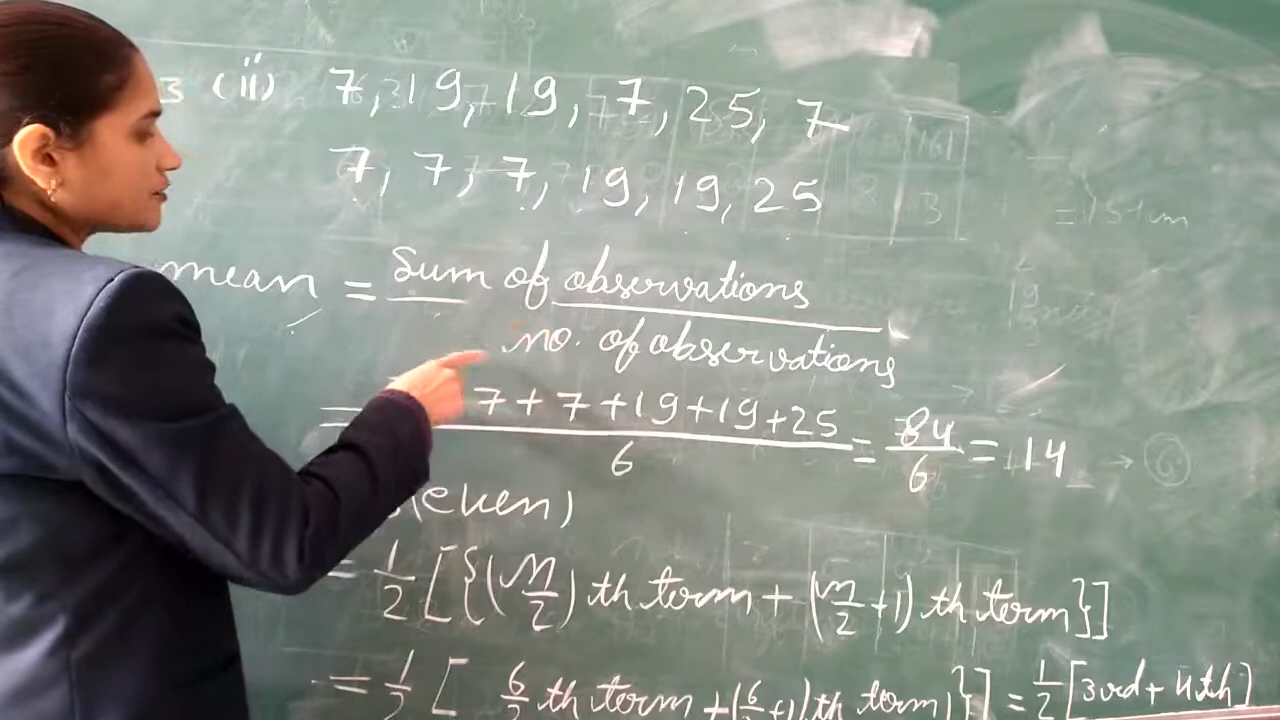 3 (ii) 7, 19, 19, 7, 25, 7
7, 7, 7, 19, 19, 25
mean = Sum of observations / no. of observations
= 7 + 7 + 19 + 19 + 25 / 6 = 84 / 6 = 14
(even)
= 1/2 [{(n/2) th term + (n/2 + 1) th term}]
= 1/2 [ 6/2 th term + (6/2 + 1) th term}] = 1/2 [3rd + 4th]